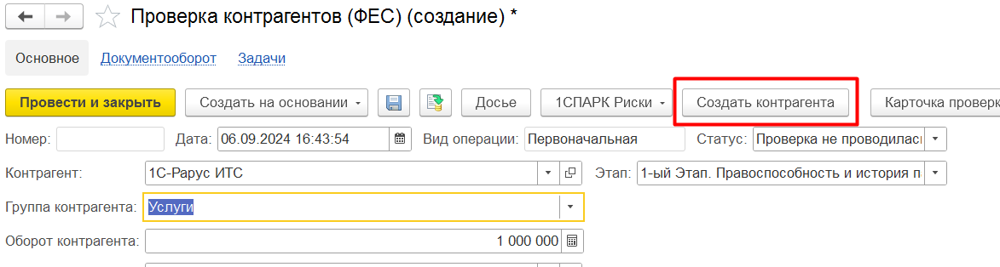 Проверка контрагентов (ФЕС) (создание) *
Основное Документооборот Задачи
Провести и закрыть Создать на основании Досье 1СПАРК Риски Создать контрагента Карточка проверк
Номер: Дата: 06.09.2024 16:43:54 Вид операции: Первоначальная Статус: Проверка не проводилась
Контрагент: 1С-Рарус ИТС Этап: 1-ый Этап. Правоспособность и история п
Группа контрагента: Услуги
Оборот контрагента: 1 000 000